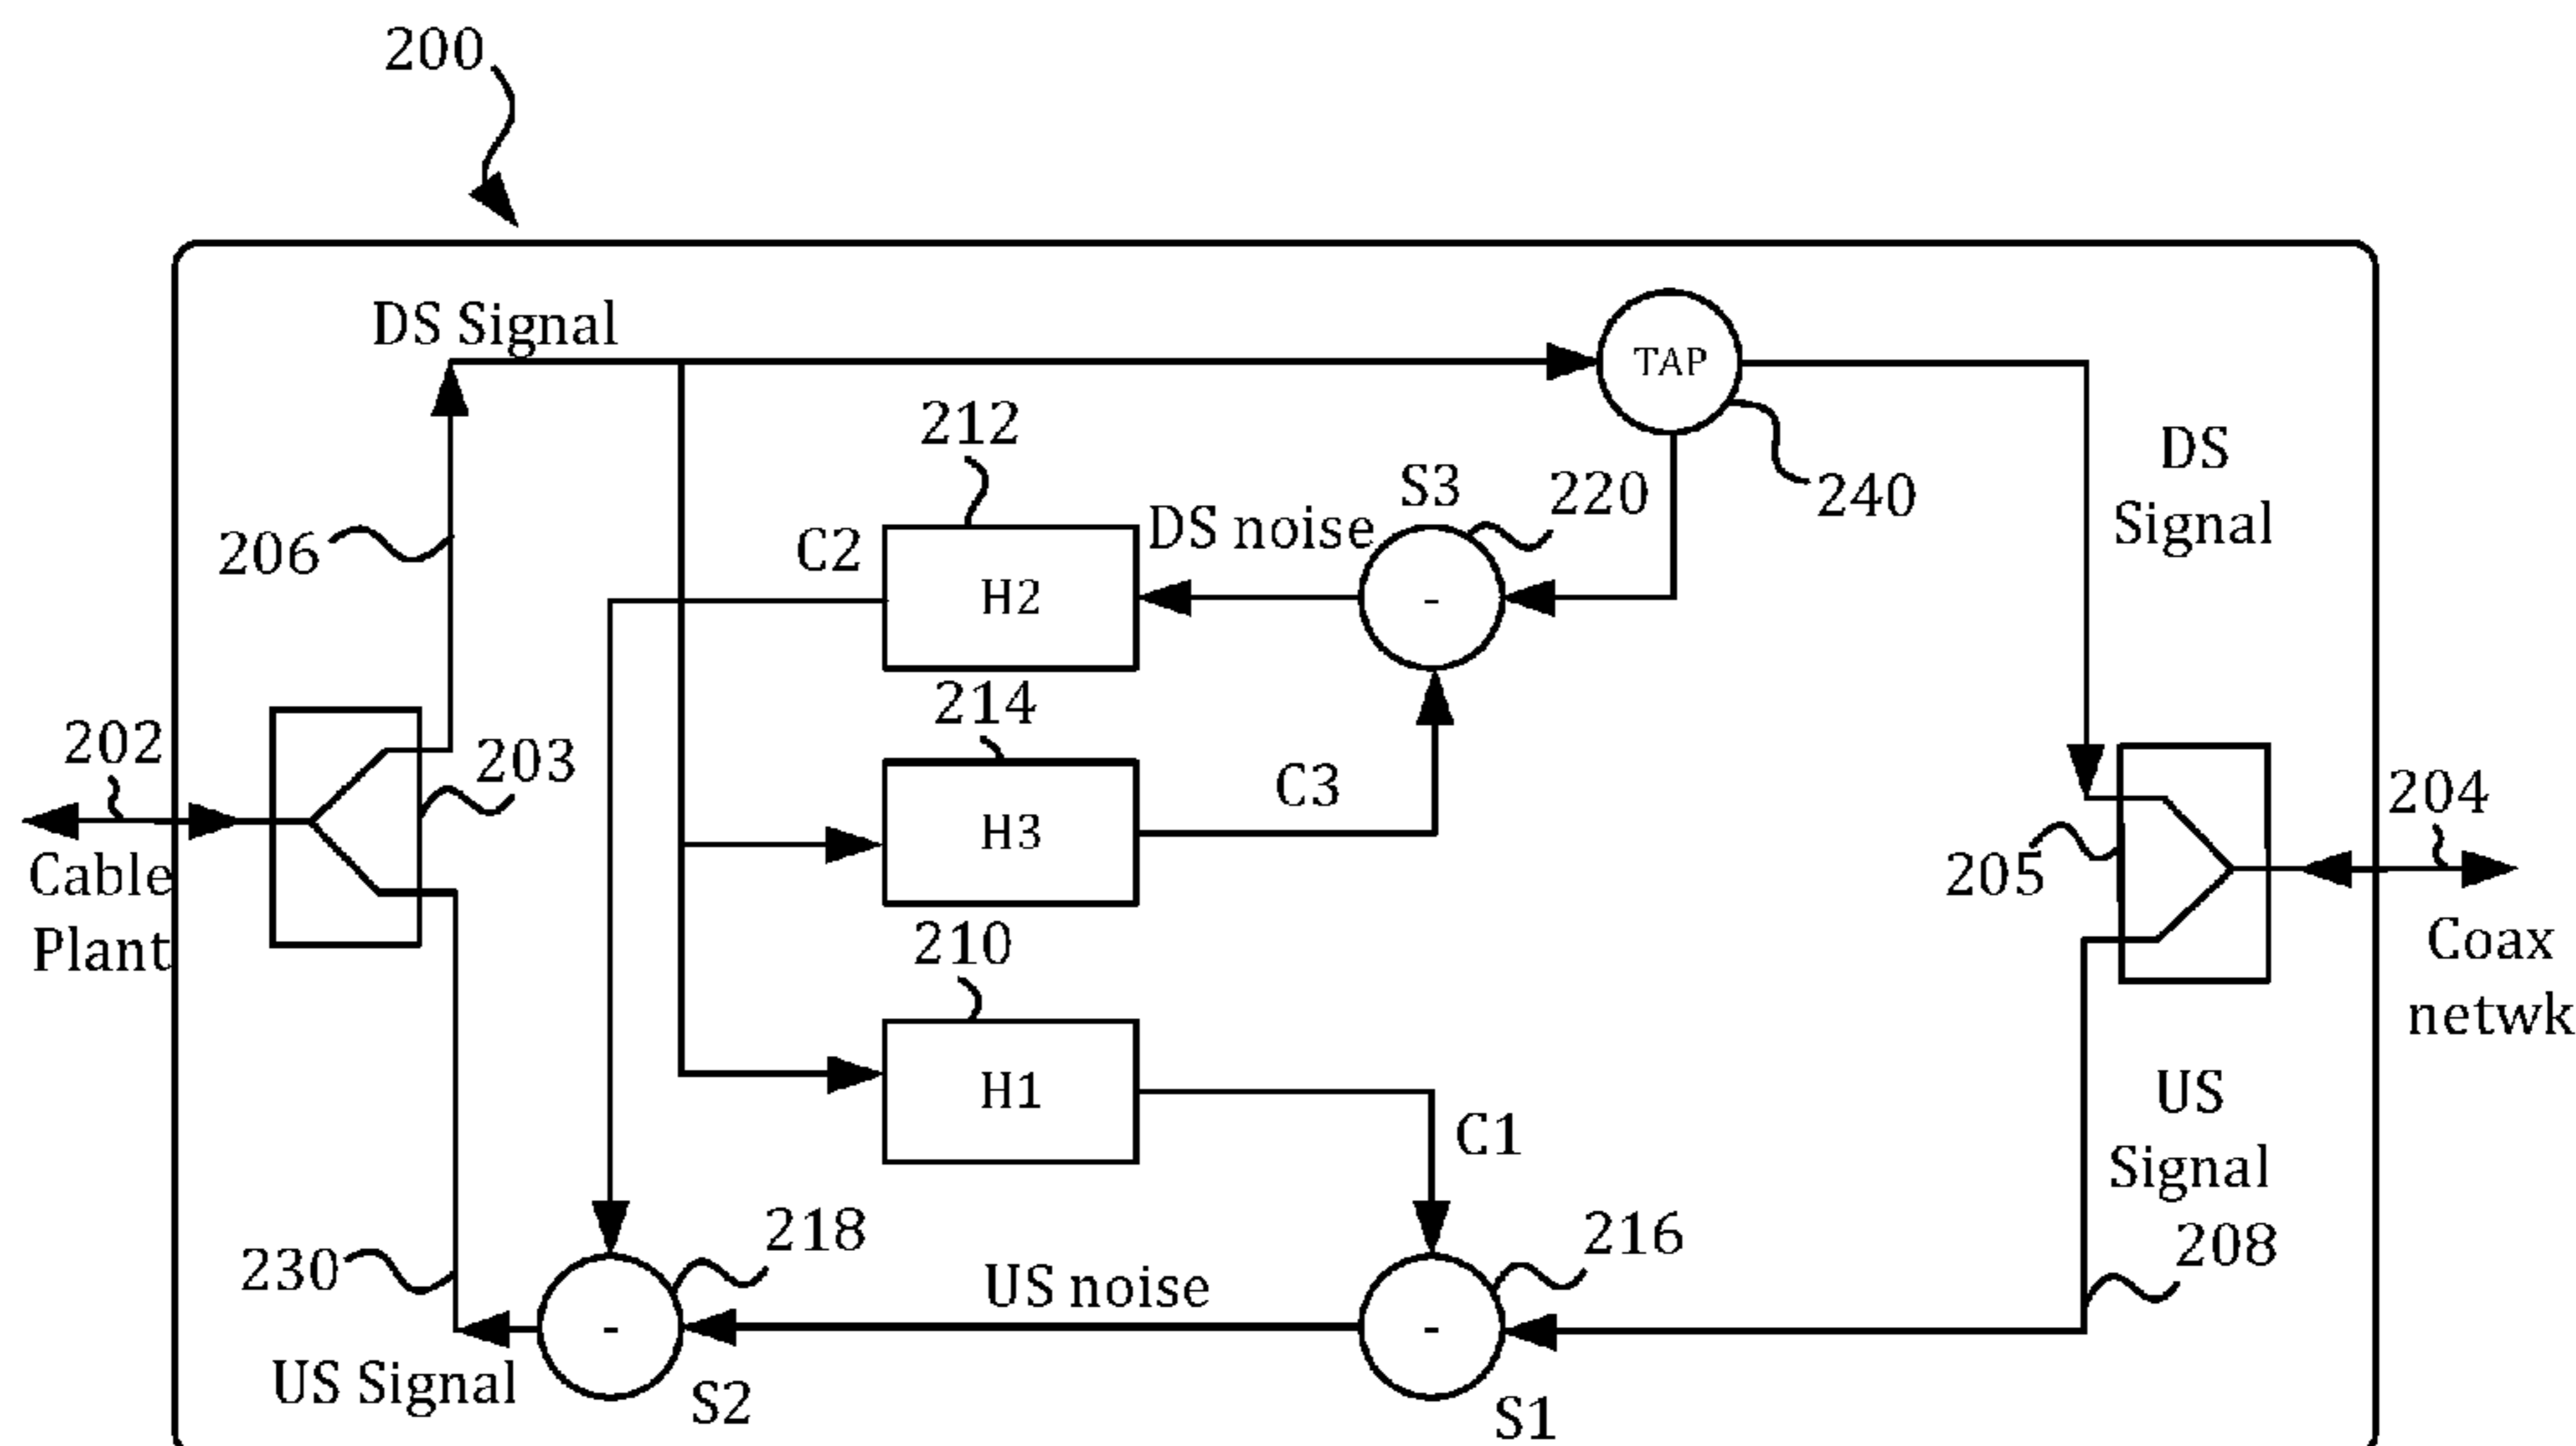 200
DS Signal
TAP
212
S3
220
240
DS
Signal
206
C2
H2
DS noise
-
214
202
203
C3
H3
204
205
Cable
Plant
210
Coax
netwk
H1
C1
US
Signal
208
230
218
216
US noise
-
-
US Signal
S2
S1